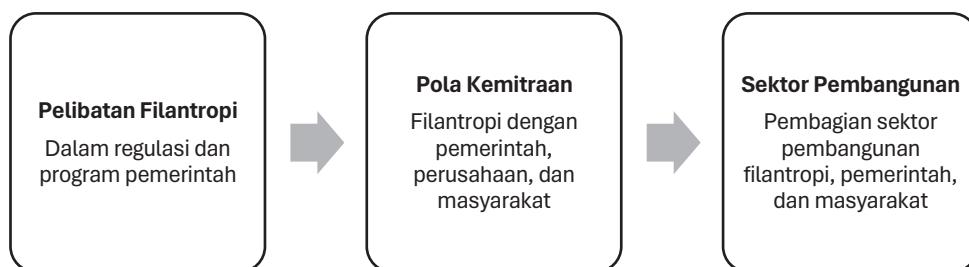 Pelibatan Filantropi
Dalam regulasi dan
program pemerintah
Pola Kemitraan
Filantropi dengan
pemerintah,
perusahaan, dan
masyarakat
Sektor Pembangunan
Pembagian sektor
pembangunan
filantropi, pemerintah,
dan masyarakat